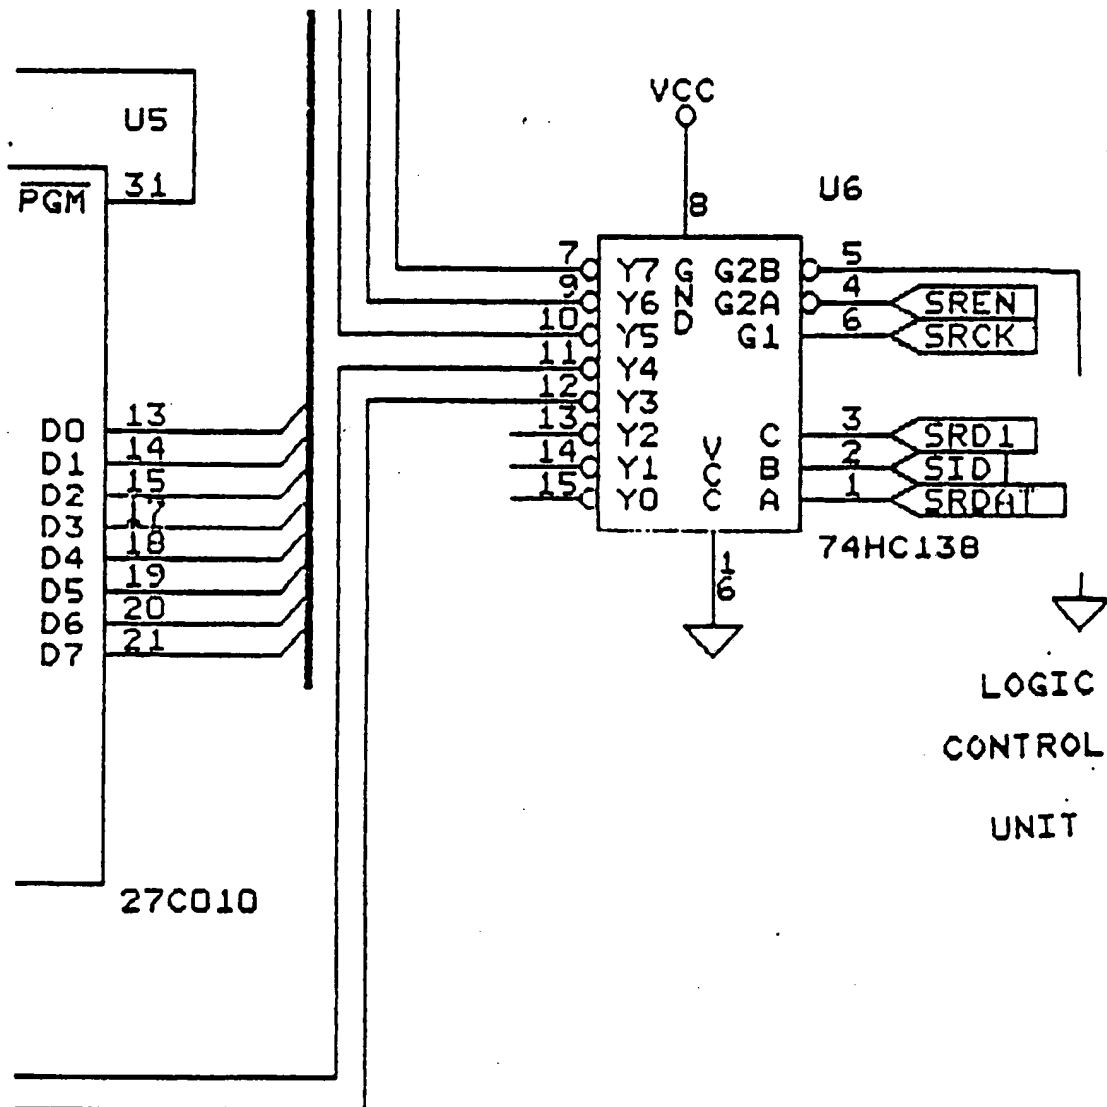 VCC
U5
31
PGM
U6
8
7 Y7 G G2B 5
9 Y6 N G2A 4 SREN
10 Y5 D G1 6 SRCK
11 Y4
12 Y3
13 Y2 C 3 SRD1
14 Y1 B 2 SID
15 Y0 A 1 SRDAT
VCC
74HC138
16
D0 13
D1 14
D2 15
D3 17
D4 18
D5 19
D6 20
D7 21
LOGIC
CONTROL
UNIT
27C010